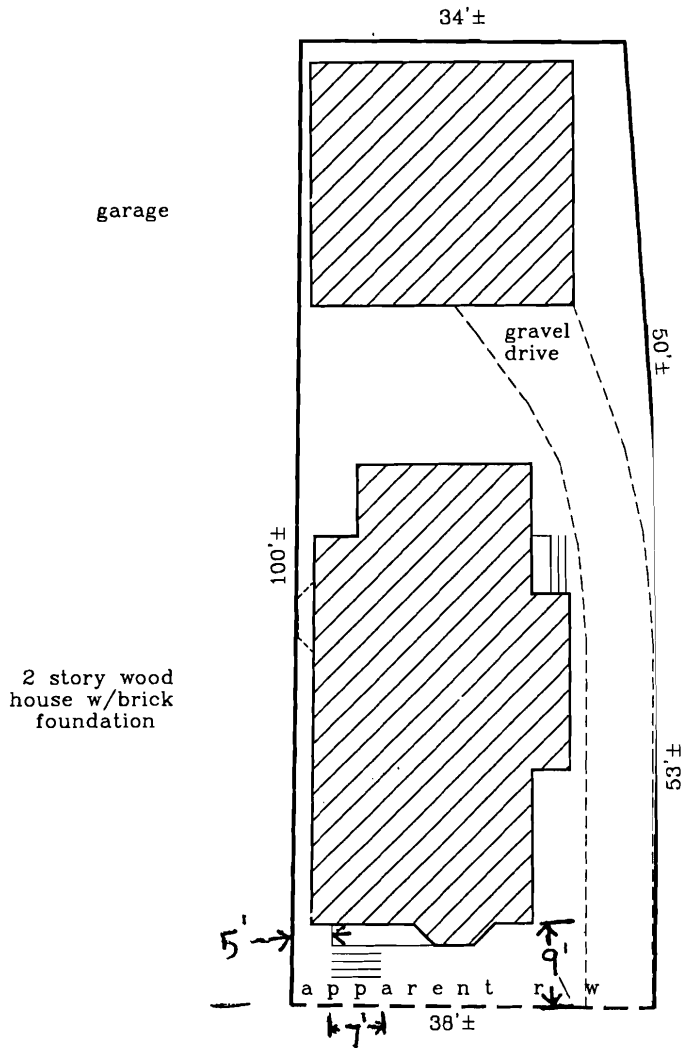 34'±
garage
gravel
drive
50'±
100'±
2 story wood
house w/brick
foundation
53'±
5'
9'
apparent r w
7'
38'±